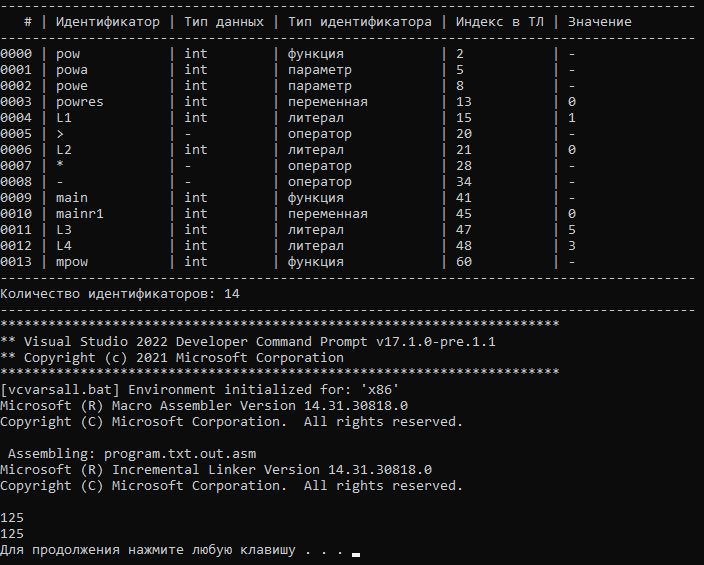 ---------------------------------------------------------------------------------------
   # | Идентификатор | Тип данных | Тип идентификатора | Индекс в ТЛ | Значение
---------------------------------------------------------------------------------------
0000 | pow           | int        | функция            | 2           | -
0001 | powa          | int        | параметр           | 5           | -
0002 | powe          | int        | параметр           | 8           | -
0003 | powres        | int        | переменная         | 13          | 0
0004 | L1            | int        | литерал            | 15          | 1
0005 | >             | -          | оператор           | 20          | -
0006 | L2            | int        | литерал            | 21          | 0
0007 | *             | -          | оператор           | 28          | -
0008 | -             | -          | оператор           | 34          | -
0009 | main          | int        | функция            | 41          | -
0010 | mainr1        | int        | переменная         | 45          | 0
0011 | L3            | int        | литерал            | 47          | 5
0012 | L4            | int        | литерал            | 48          | 3
0013 | mpow          | int        | функция            | 60          | -
---------------------------------------------------------------------------------------
Количество идентификаторов: 14
---------------------------------------------------------------------------------------
**********************************************************************
** Visual Studio 2022 Developer Command Prompt v17.1.0-pre.1.1
** Copyright (c) 2021 Microsoft Corporation
**********************************************************************
[vcvarsall.bat] Environment initialized for: 'x86'
Microsoft (R) Macro Assembler Version 14.31.30818.0
Copyright (C) Microsoft Corporation.  All rights reserved.

 Assembling: program.txt.out.asm
Microsoft (R) Incremental Linker Version 14.31.30818.0
Copyright (C) Microsoft Corporation.  All rights reserved.

125
125
Для продолжения нажмите любую клавишу . . .